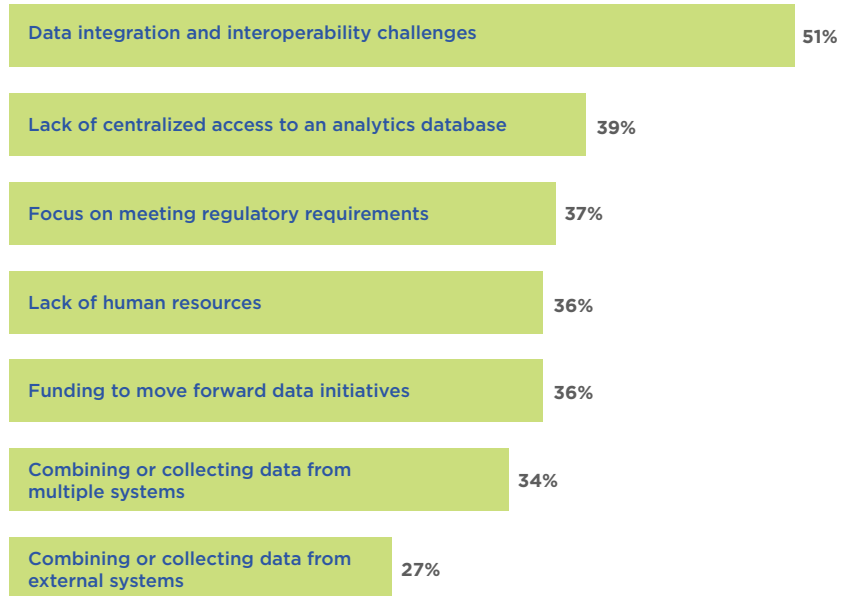 Data integration and interoperability challenges
51%
Lack of centralized access to an analytics database
39%
Focus on meeting regulatory requirements
37%
Lack of human resources
36%
Funding to move forward data initiatives
36%
Combining or collecting data from
multiple systems
34%
Combining or collecting data from
external systems
27%